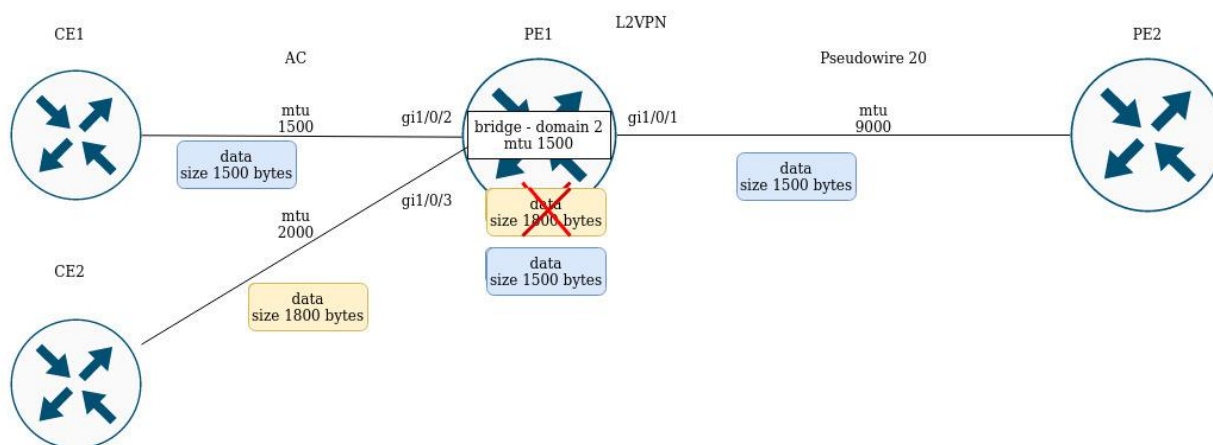 L2VPN
CE1
AC
PE1
Pseudowire 20
PE2
mtu
1500
gi1/0/2
bridge - domain 2
mtu 1500
gi1/0/1
mtu
9000
data
size 1500 bytes
data
size 1500 bytes
gi1/0/3
data
size 1800 bytes
mtu
2000
data
size 1500 bytes
CE2
data
size 1800 bytes